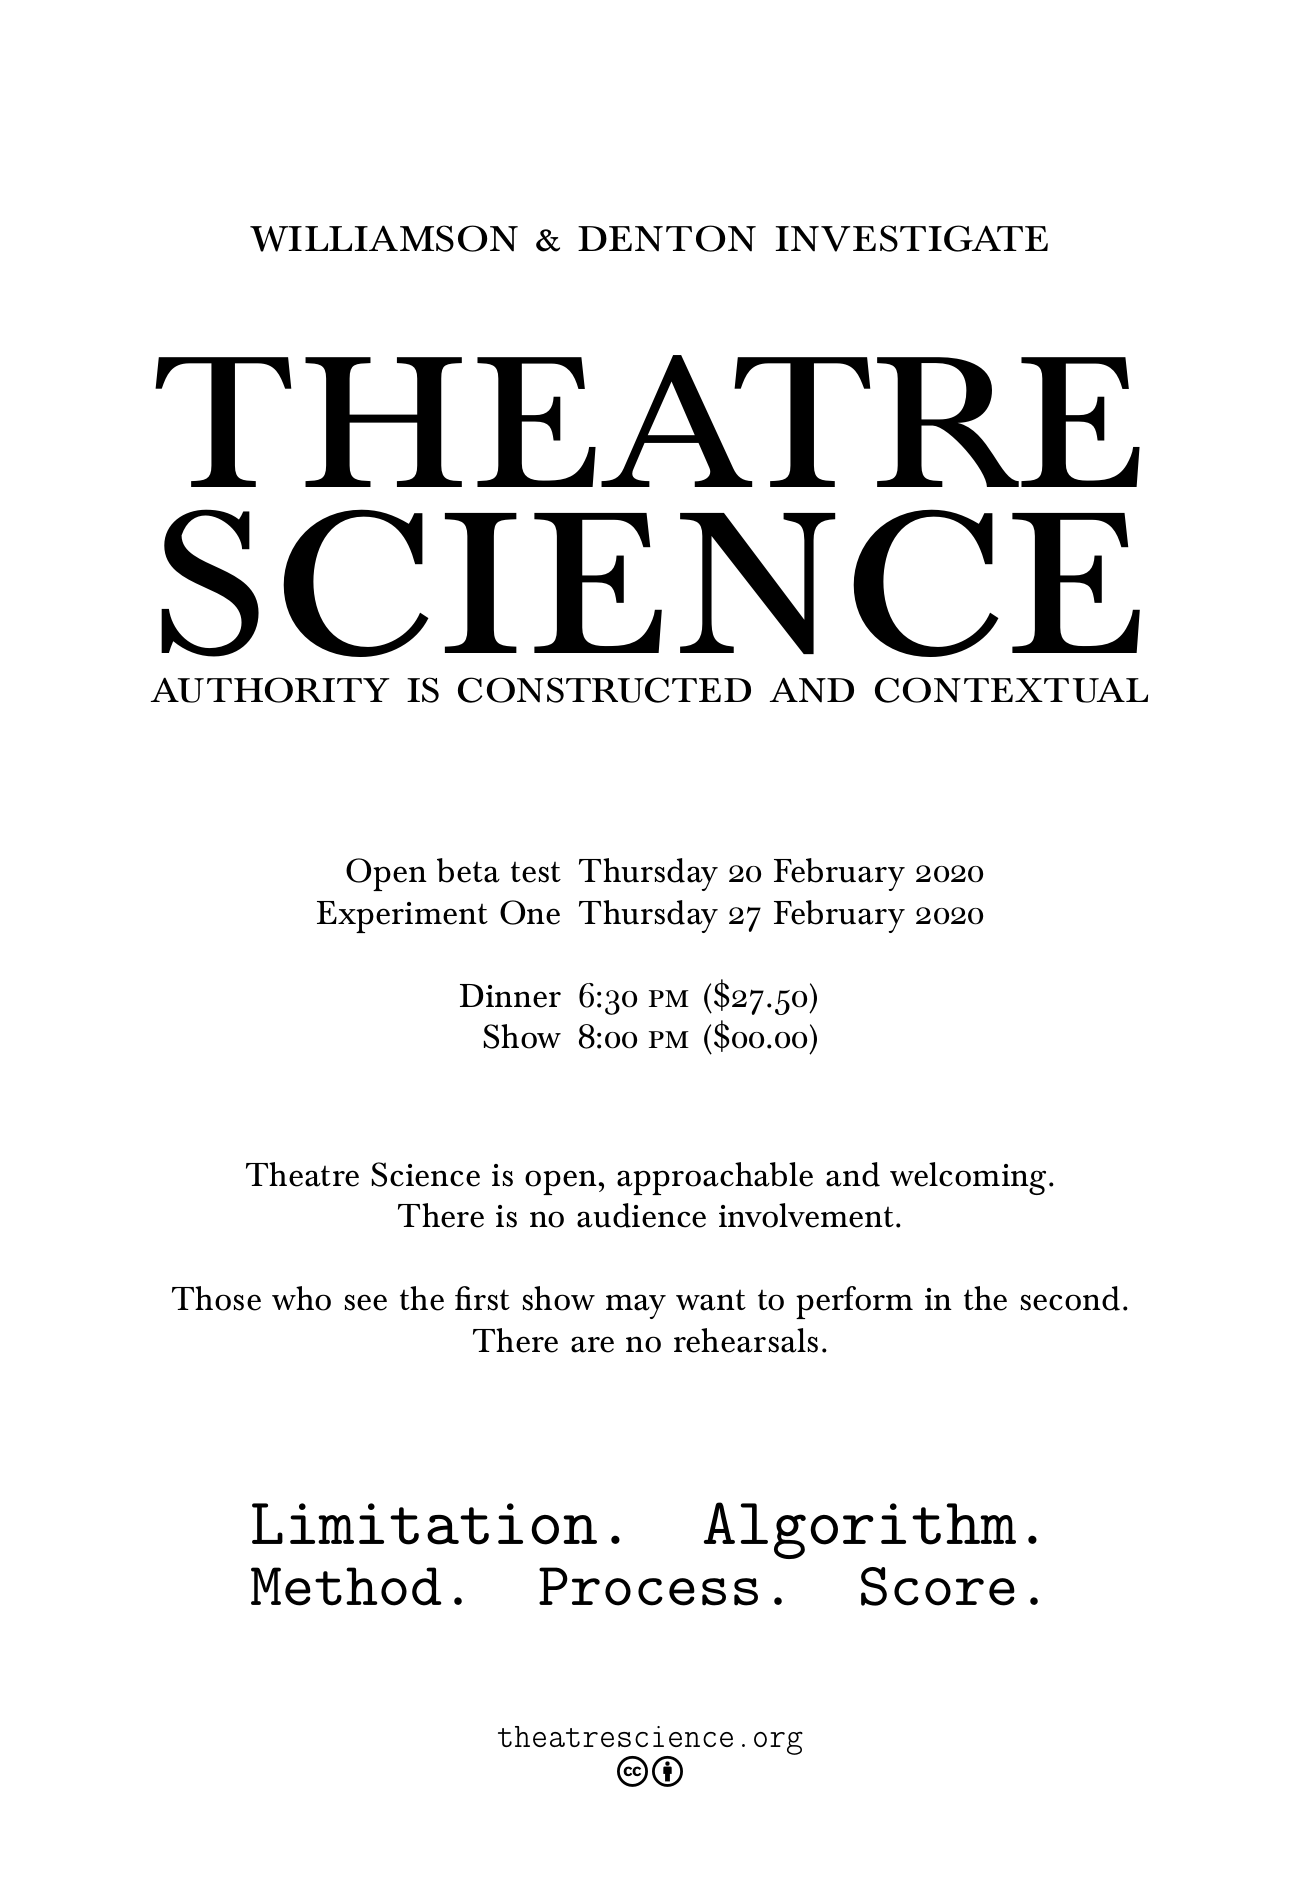 WILLIAMSON & DENTON INVESTIGATE
THEATRE
SCIENCE
AUTHORITY IS CONSTRUCTED AND CONTEXTUAL
Open beta test Thursday 20 February 2020
Experiment One Thursday 27 February 2020
Dinner 6:30 PM ($27.50)
Show 8:00 PM ($00.00)
Theatre Science is open, approachable and welcoming.
There is no audience involvement.
Those who see the first show may want to perform in the second.
There are no rehearsals.
Limitation. Algorithm.
Method. Process. Score.
theatrescience.org
cc